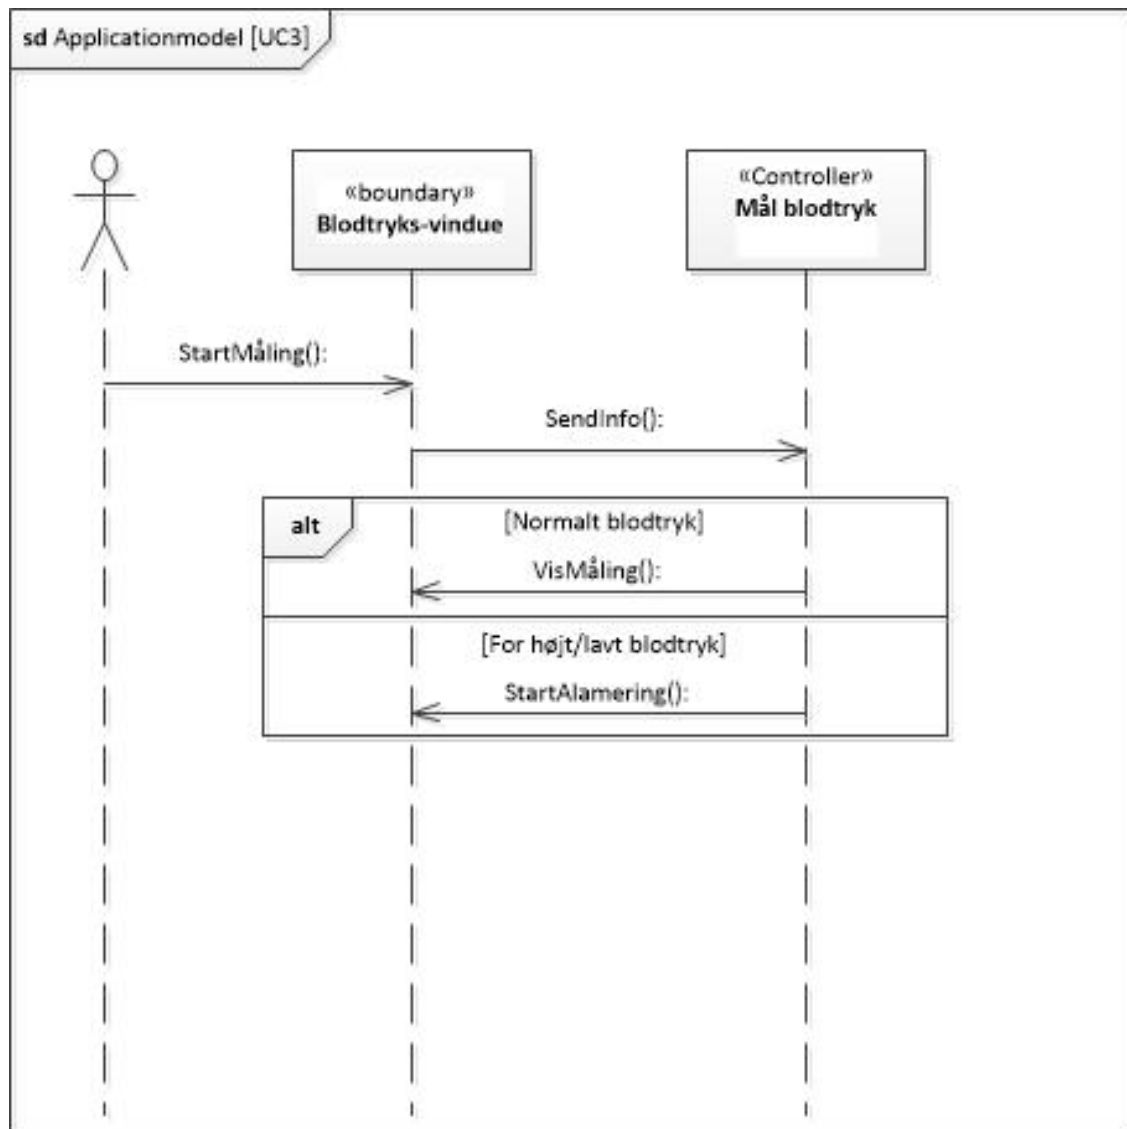 sd Applicationmodel [UC3]
«boundary»
Blodtryks-vindue
«Controller»
Mål blodtryk
StartMåling():
SendInfo():
alt
[Normalt blodtryk]
VisMåling():
[For højt/lavt blodtryk]
StartAlamering():